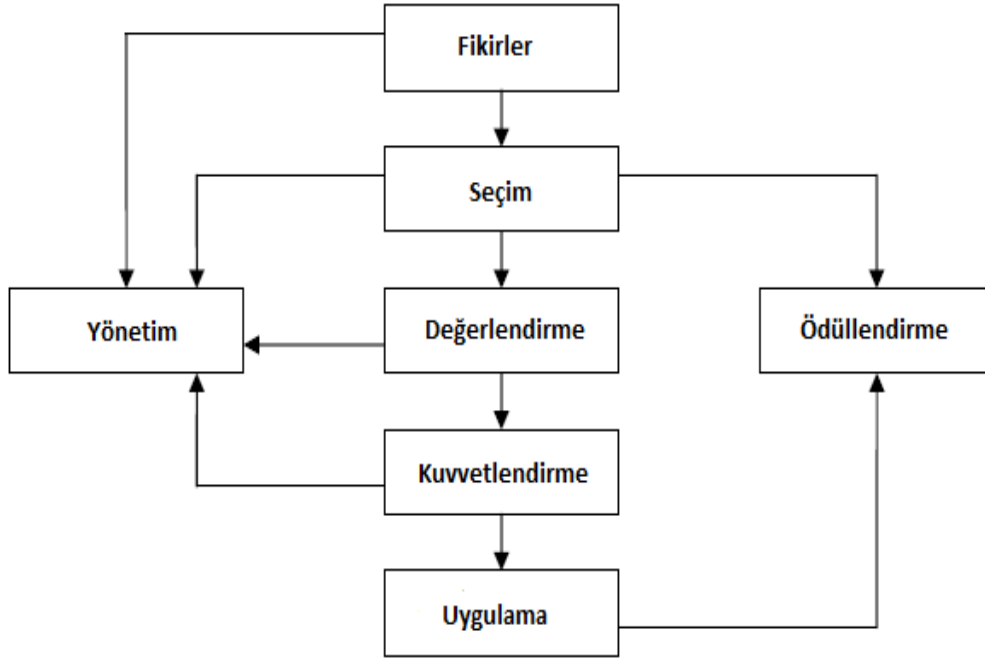 Fikirler
Seçim
Yönetim
Değerlendirme
Ödüllendirme
Kuvvetlendirme
Uygulama